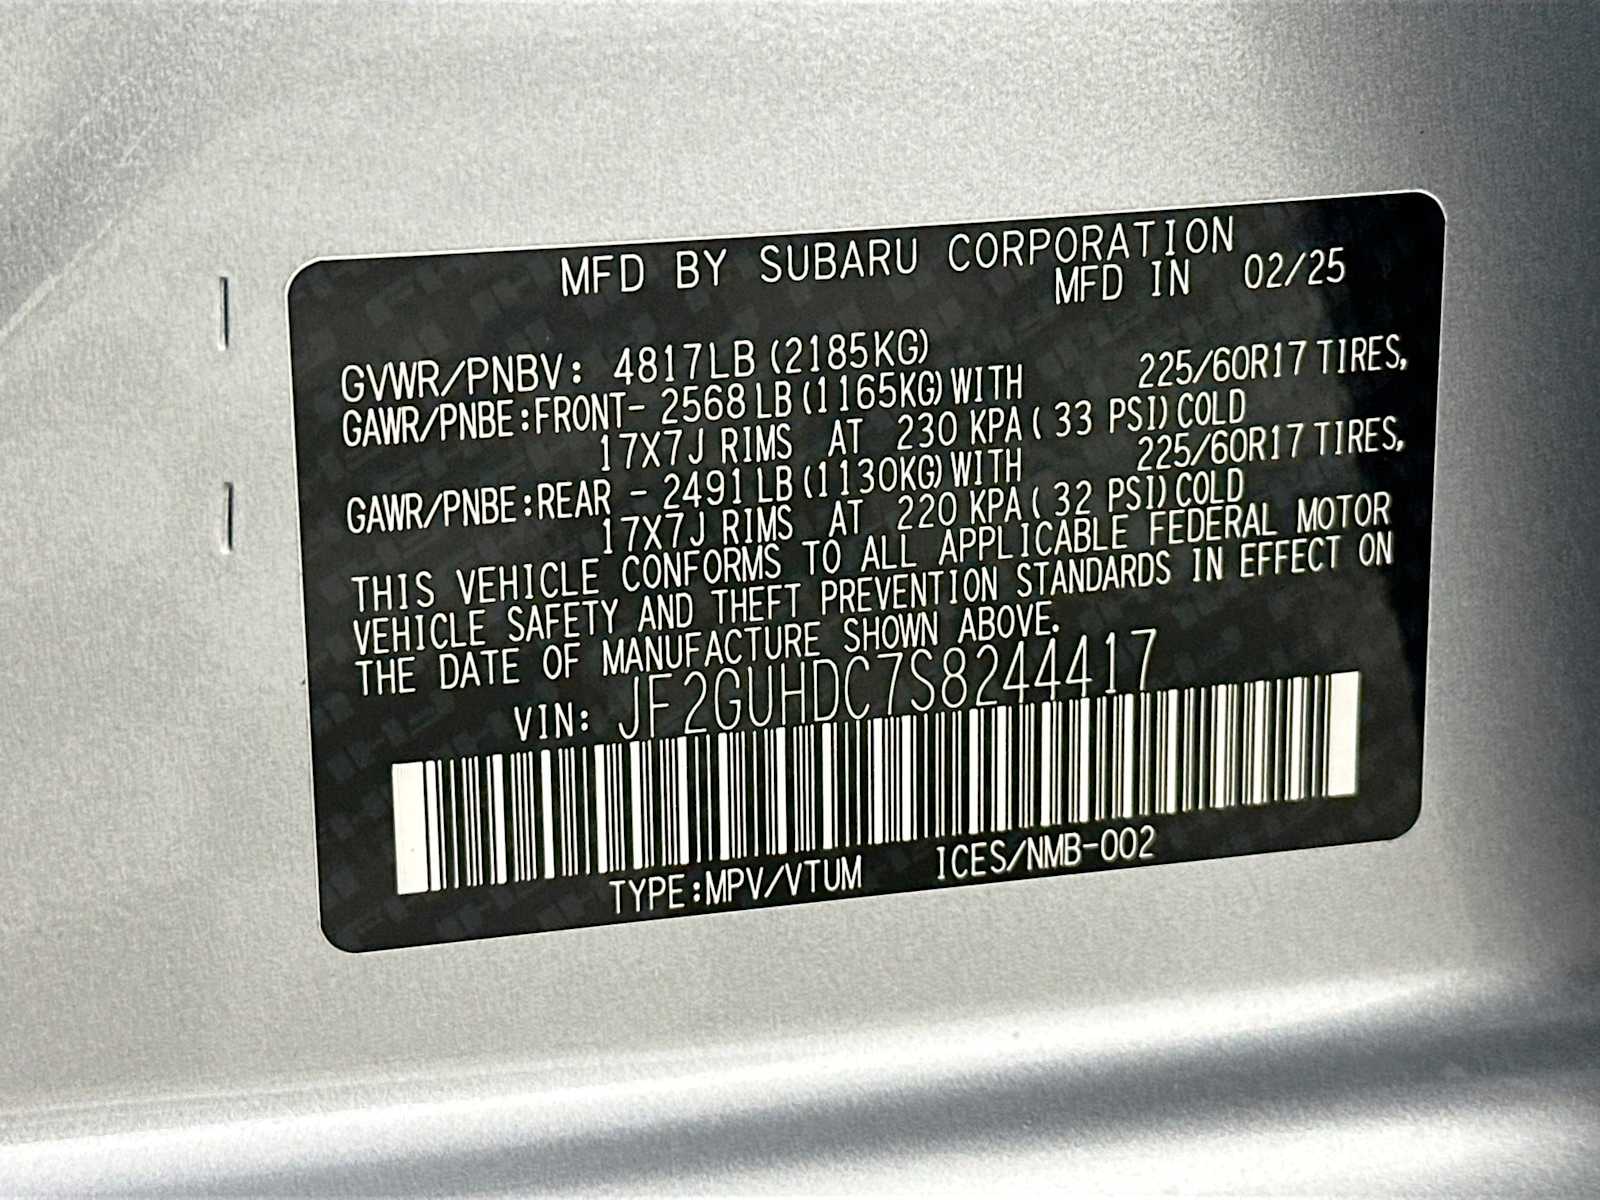 MFD BY SUBARU CORPORATION
MFD IN 02/25
GVWR/PNBV: 4817LB (2185KG)
GAWR/PNBE:FRONT- 2568 LB (1165KG) WITH 225/60R17 TIRES,
17X7J RIMS AT 230 KPA ( 33 PSI) COLD
GAWR/PNBE:REAR - 2491 LB (1130KG) WITH 225/60R17 TIRES,
17X7J RIMS AT 220 KPA ( 32 PSI) COLD
THIS VEHICLE CONFORMS TO ALL APPLICABLE FEDERAL MOTOR
VEHICLE SAFETY AND THEFT PREVENTION STANDARDS IN EFFECT ON
THE DATE OF MANUFACTURE SHOWN ABOVE.
VIN: JF2GUHDC7S8244417
TYPE:MPV/VTUM ICES/NMB-002